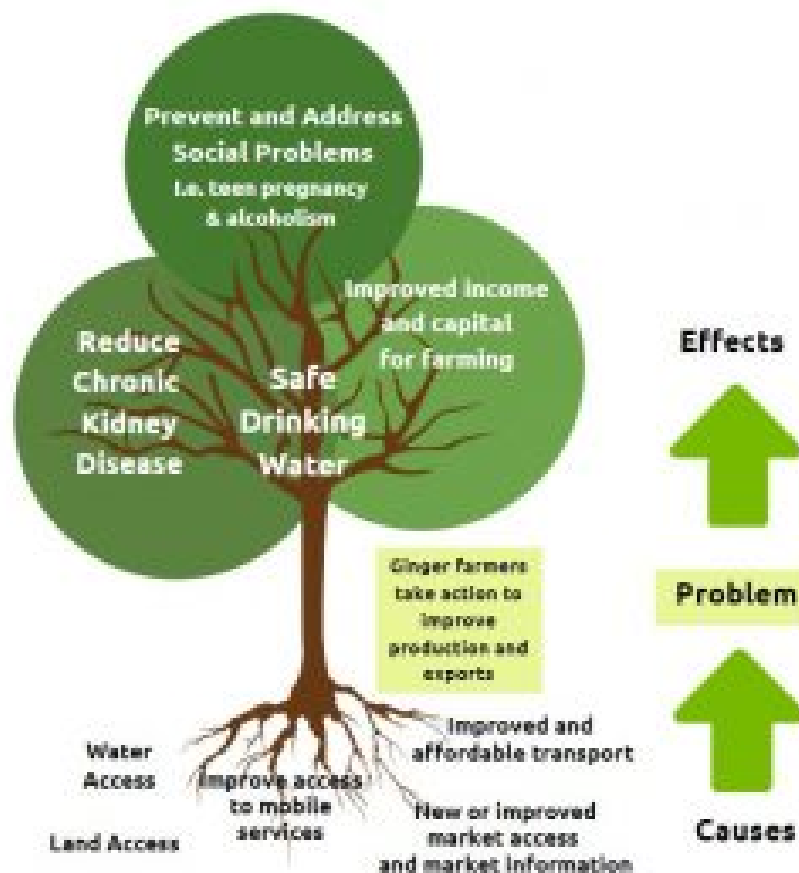 Prevent and Address
Social Problems
I.e. teen pregnancy
& alcoholism
Improved income
and capital
for farming
Reduce
Chronic
Kidney
Disease
Safe
Drinking
Water
Effects
Ginger farmers
take action to
improve
production and
exports
Problem
Water
Access
Improve access
to mobile
services
Improved and
affordable transport
Land Access
New or improved
market access
and market information
Causes